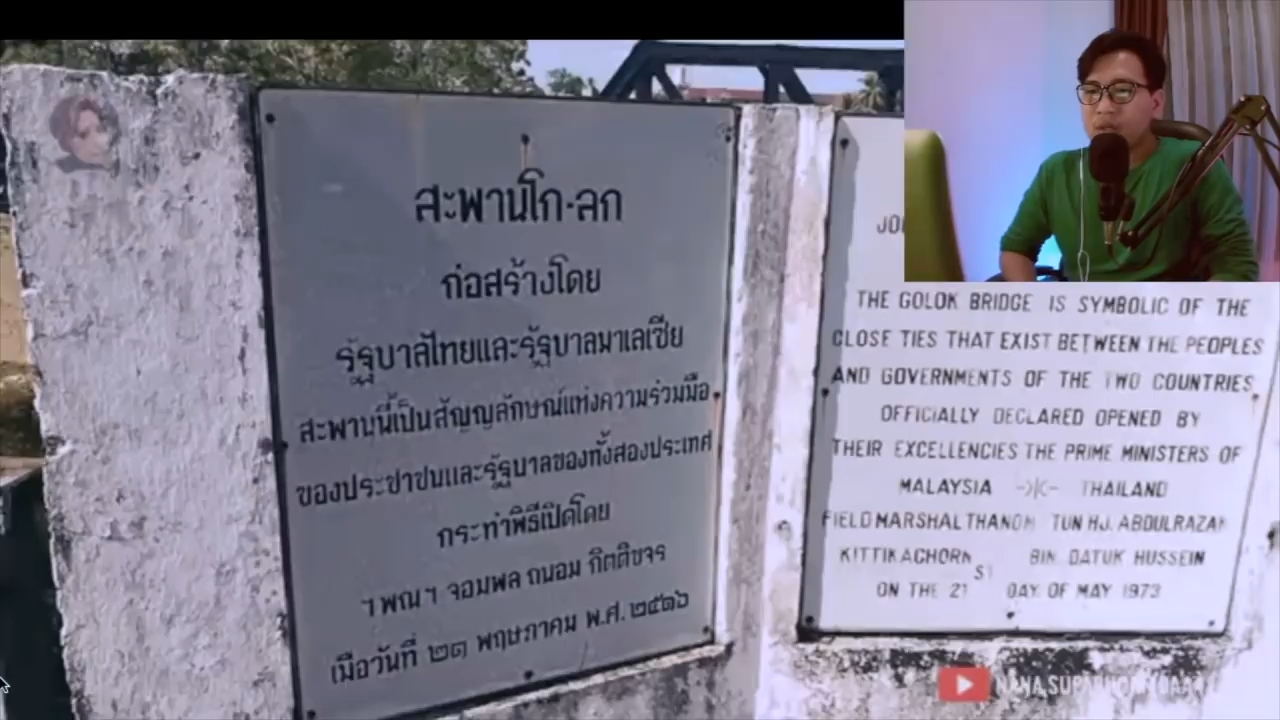 สะพานโก-ลก
ก่อสร้างโดย
รัฐบาลไทยและรัฐบาลมาเลเซีย
สะพานนี้เป็นสัญญลักษณ์แห่งความร่วมมือ
ของประชาชนและรัฐบาลของทั้งสองประเทศ
กระทำพิธีเปิดโดย
ฯพณฯ จอมพล ถนอม กิตติขจร
เมื่อวันที่ ๒๑ พฤษภาคม พ.ศ. ๒๕๑๖
THE GOLOK BRIDGE IS SYMBOLIC OF THE
CLOSE TIES THAT EXIST BETWEEN THE PEOPLES
AND GOVERNMENTS OF THE TWO COUNTRIES
OFFICIALLY DECLARED OPENED BY
THEIR EXCELLENCIES THE PRIME MINISTERS OF
MALAYSIA THAILAND
FIELD MARSHAL THANOM TUN HJ. ABDULRAZAK
KITTIKACHORN BIN DATUK HUSSEIN
ON THE 21ST DAY OF MAY 1973